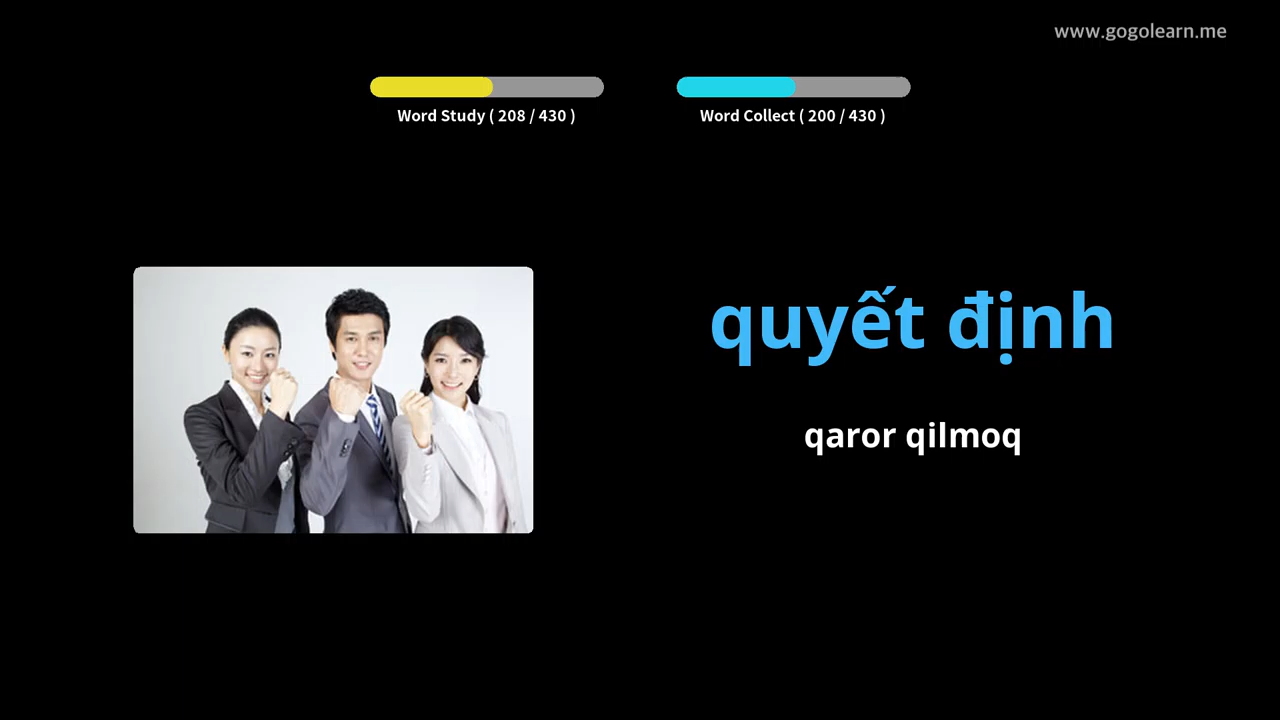 www.gogolearn.me
Word Study ( 208 / 430 )
Word Collect ( 200 / 430 )
quyết định
qaror qilmoq